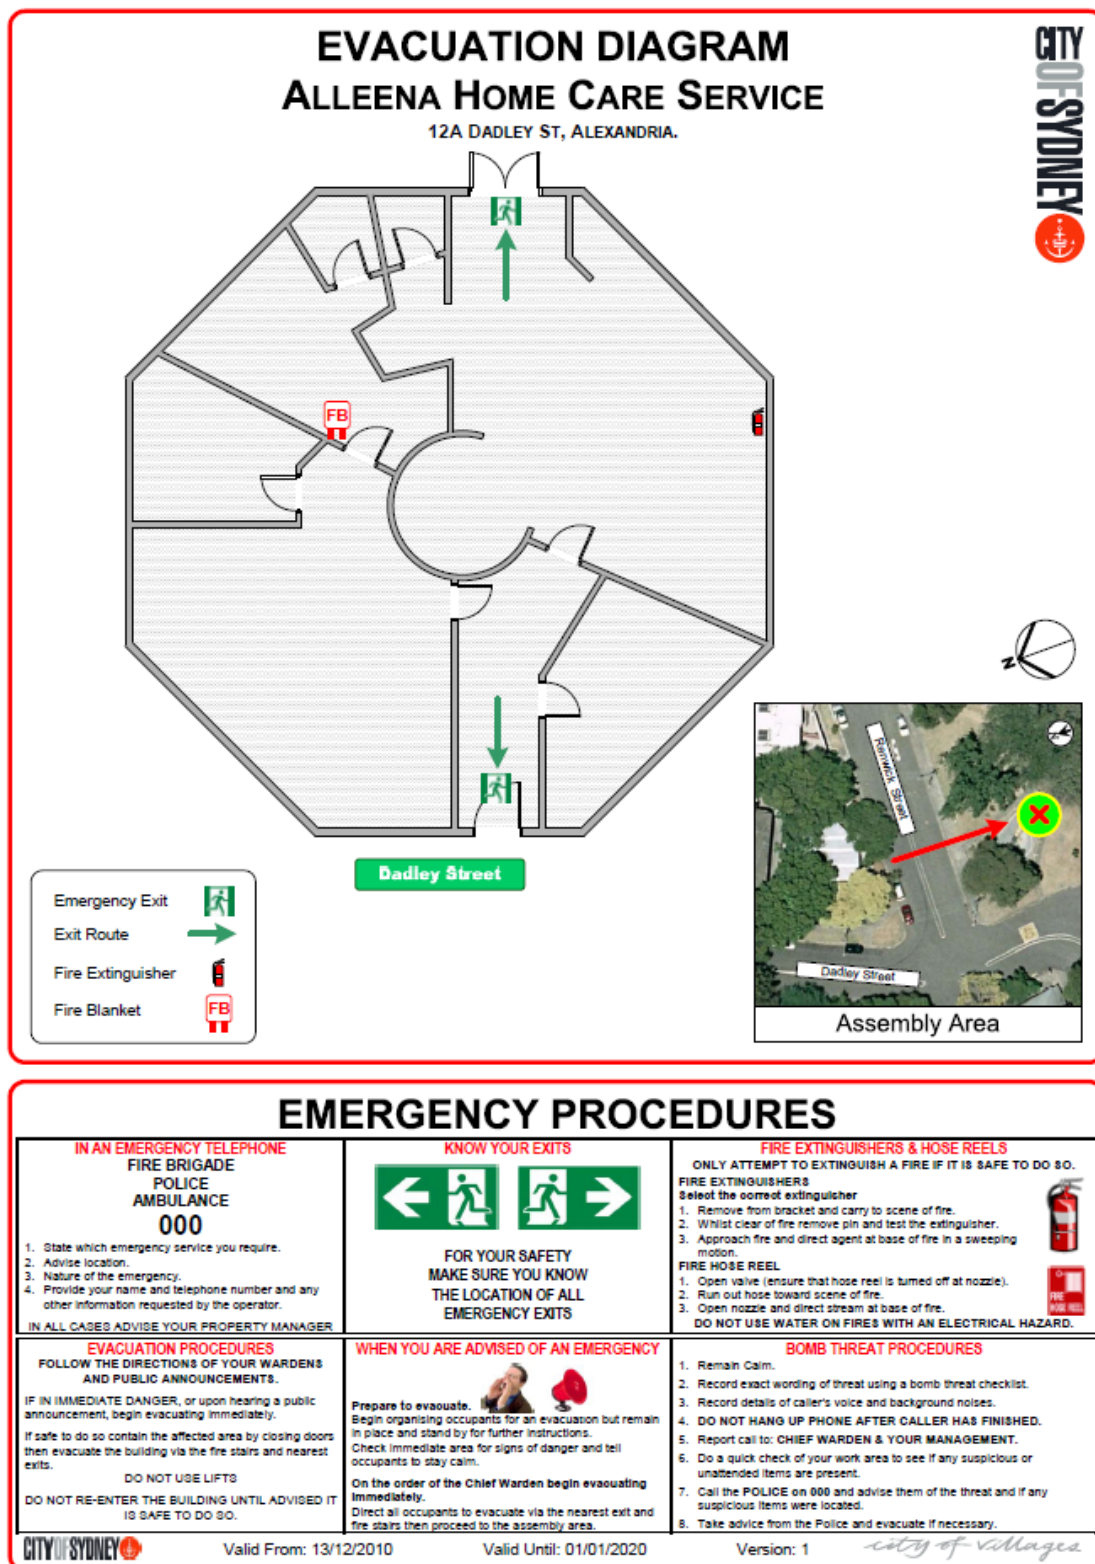 EVACUATION DIAGRAM
ALLEENA HOME CARE SERVICE
12A DADLEY ST, ALEXANDRIA.
CITY OF SYDNEY
FB
N
Renwick Street
Dadley Street
Assembly Area
Dadley Street
Emergency Exit
Exit Route
Fire Extinguisher
Fire Blanket
FB
EMERGENCY PROCEDURES
IN AN EMERGENCY TELEPHONE
FIRE BRIGADE
POLICE
AMBULANCE
000
1. State which emergency service you require.
2. Advise location.
3. Nature of the emergency.
4. Provide your name and telephone number and any
other information requested by the operator.
IN ALL CASES ADVISE YOUR PROPERTY MANAGER
KNOW YOUR EXITS
FOR YOUR SAFETY
MAKE SURE YOU KNOW
THE LOCATION OF ALL
EMERGENCY EXITS
FIRE EXTINGUISHERS & HOSE REELS
ONLY ATTEMPT TO EXTINGUISH A FIRE IF IT IS SAFE TO DO SO.
FIRE EXTINGUISHERS
Select the correct extinguisher
1. Remove from bracket and carry to scene of fire.
2. Whilst clear of fire remove pin and test the extinguisher.
3. Approach fire and direct agent at base of fire in a sweeping
motion.
FIRE HOSE REEL
1. Open valve (ensure that hose reel is turned off at nozzle).
2. Run out hose toward scene of fire.
3. Open nozzle and direct stream at base of fire.
FIRE
HOSE REEL
DO NOT USE WATER ON FIRES WITH AN ELECTRICAL HAZARD.
EVACUATION PROCEDURES
FOLLOW THE DIRECTIONS OF YOUR WARDENS
AND PUBLIC ANNOUNCEMENTS.
IF IN IMMEDIATE DANGER, or upon hearing a public
announcement, begin evacuating immediately.
If safe to do so contain the affected area by closing doors
then evacuate the building via the fire stairs and nearest
exits.
DO NOT USE LIFTS
DO NOT RE-ENTER THE BUILDING UNTIL ADVISED IT
IS SAFE TO DO SO.
WHEN YOU ARE ADVISED OF AN EMERGENCY
Prepare to evacuate.
Begin organising occupants for an evacuation but remain
in place and stand by for further instructions.
Check immediate area for signs of danger and tell
occupants to stay calm.
On the order of the Chief Warden begin evacuating
immediately.
Direct all occupants to evacuate via the nearest exit and
fire stairs then proceed to the assembly area.
BOMB THREAT PROCEDURES
1. Remain Calm.
2. Record exact wording of threat using a bomb threat checklist.
3. Record details of caller's voice and background noises.
4. DO NOT HANG UP PHONE AFTER CALLER HAS FINISHED.
5. Report call to: CHIEF WARDEN & YOUR MANAGEMENT.
6. Do a quick check of your work area to see if any suspicious or
unattended items are present.
7. Call the POLICE on 000 and advise them of the threat and if any
suspicious items were located.
8. Take advice from the Police and evacuate if necessary.
CITY OF SYDNEY
Valid From: 13/12/2010
Valid Until: 01/01/2020
Version: 1
city of villages